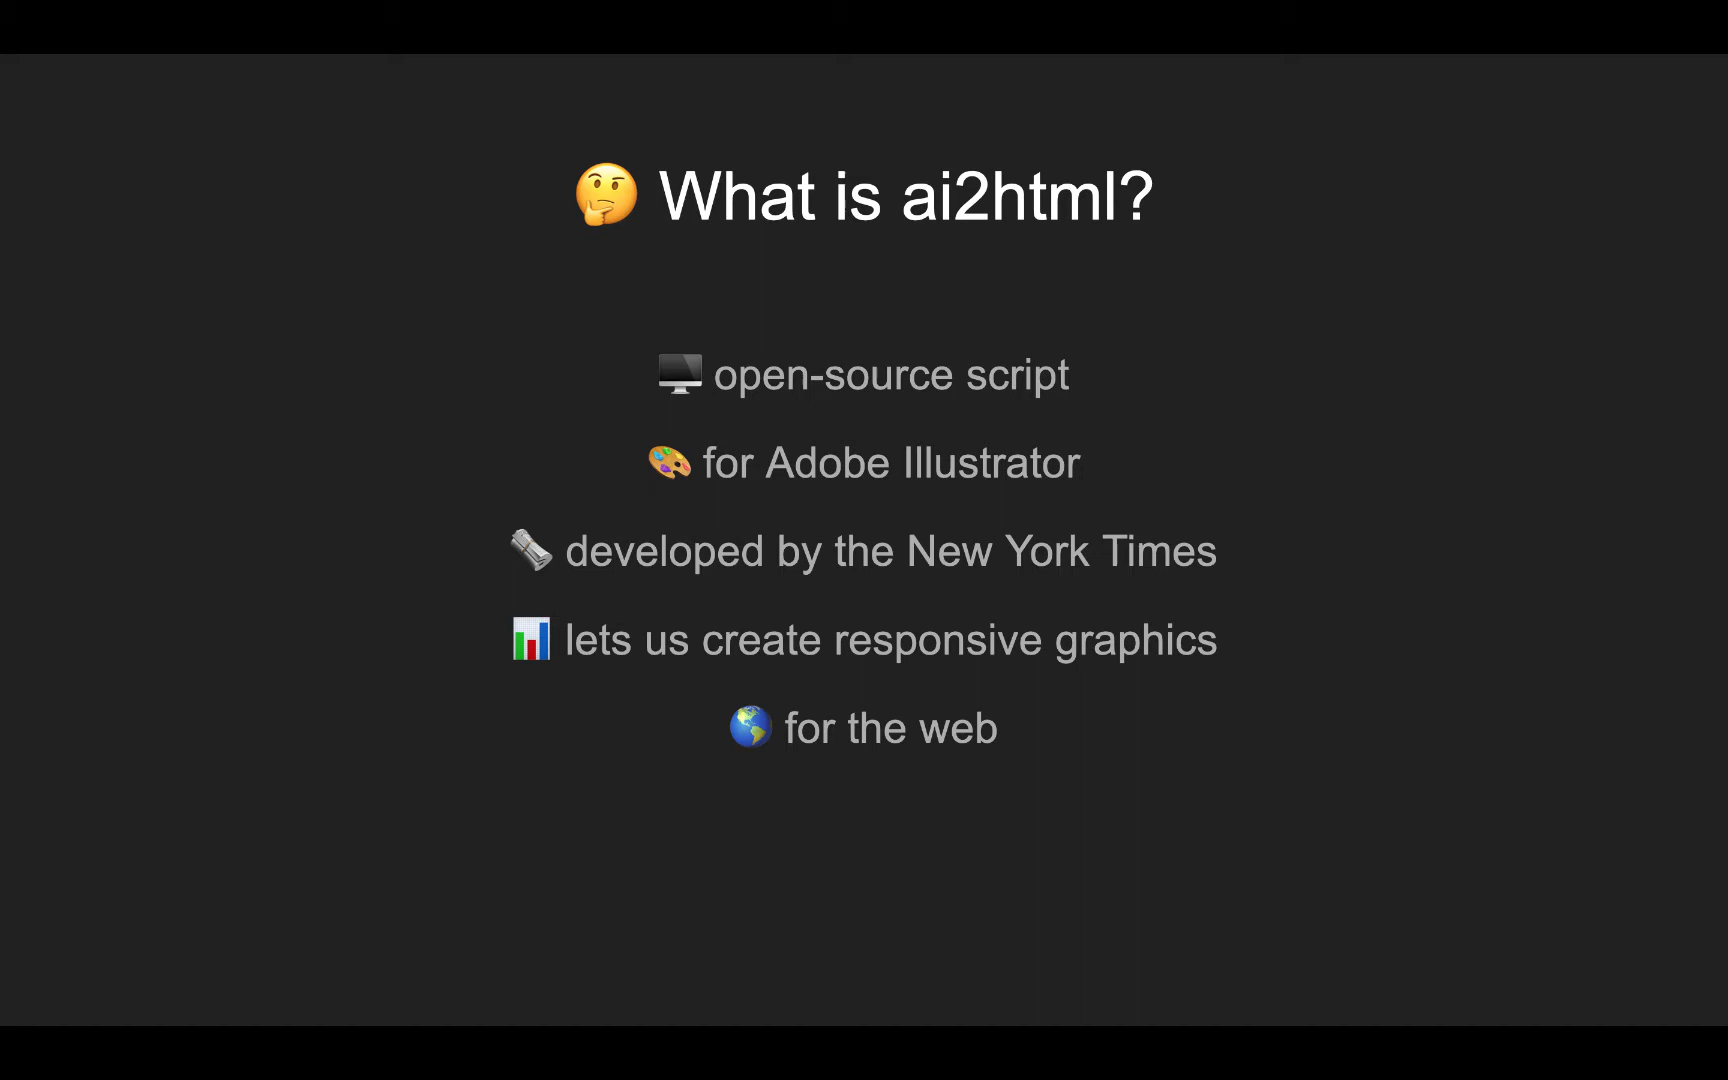 🤔 What is ai2html?
🖥️ open-source script
🎨 for Adobe Illustrator
🗞️ developed by the New York Times
📊 lets us create responsive graphics
🌎 for the web